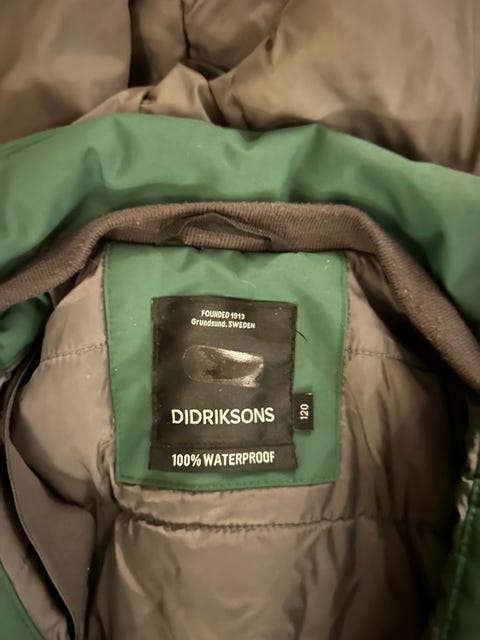 FOUNDED 1913
Grundsund, SWEDEN
DIDRIKSONS
120
100% WATERPROOF